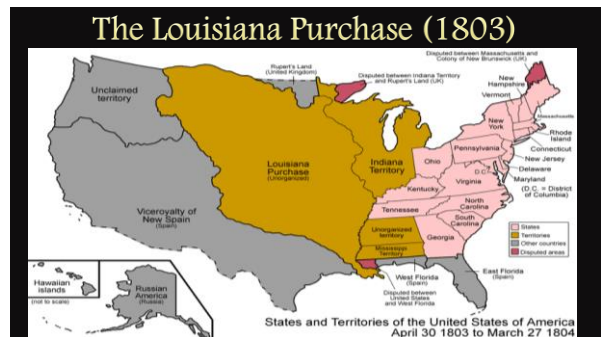 The Louisiana Purchase (1803)
Disputed between Massachusetts and
Colony of New Brunswick (UK)
Rupert's Land
(United Kingdom)
Disputed between Indiana Territory
and Rupert's Land (UK)
New
Hampshire
Vermont
Unclaimed
territory
Massachusetts
New
York
Rhode
Island
Connecticut
Pennsylvania
New Jersey
Delaware
Maryland
(D.C. = District
of Columbia)
D.C.
Ohio
Indiana
Territory
Louisiana
Purchase
(Unorganized)
Virginia
Kentucky
Viceroyalty of
New Spain
(Spain)
North
Carolina
Tennessee
South
Carolina
Unorganized
territory
Georgia
Mississippi
Territory
States
Territories
Other countries
Disputed areas
West Florida
(Spain)
East Florida
(Spain)
Disputed between
United States
and West Florida
Hawaiian
islands
(not to scale)
Russian
America
(Russia)
States and Territories of the United States of America
April 30 1803 to March 27 1804